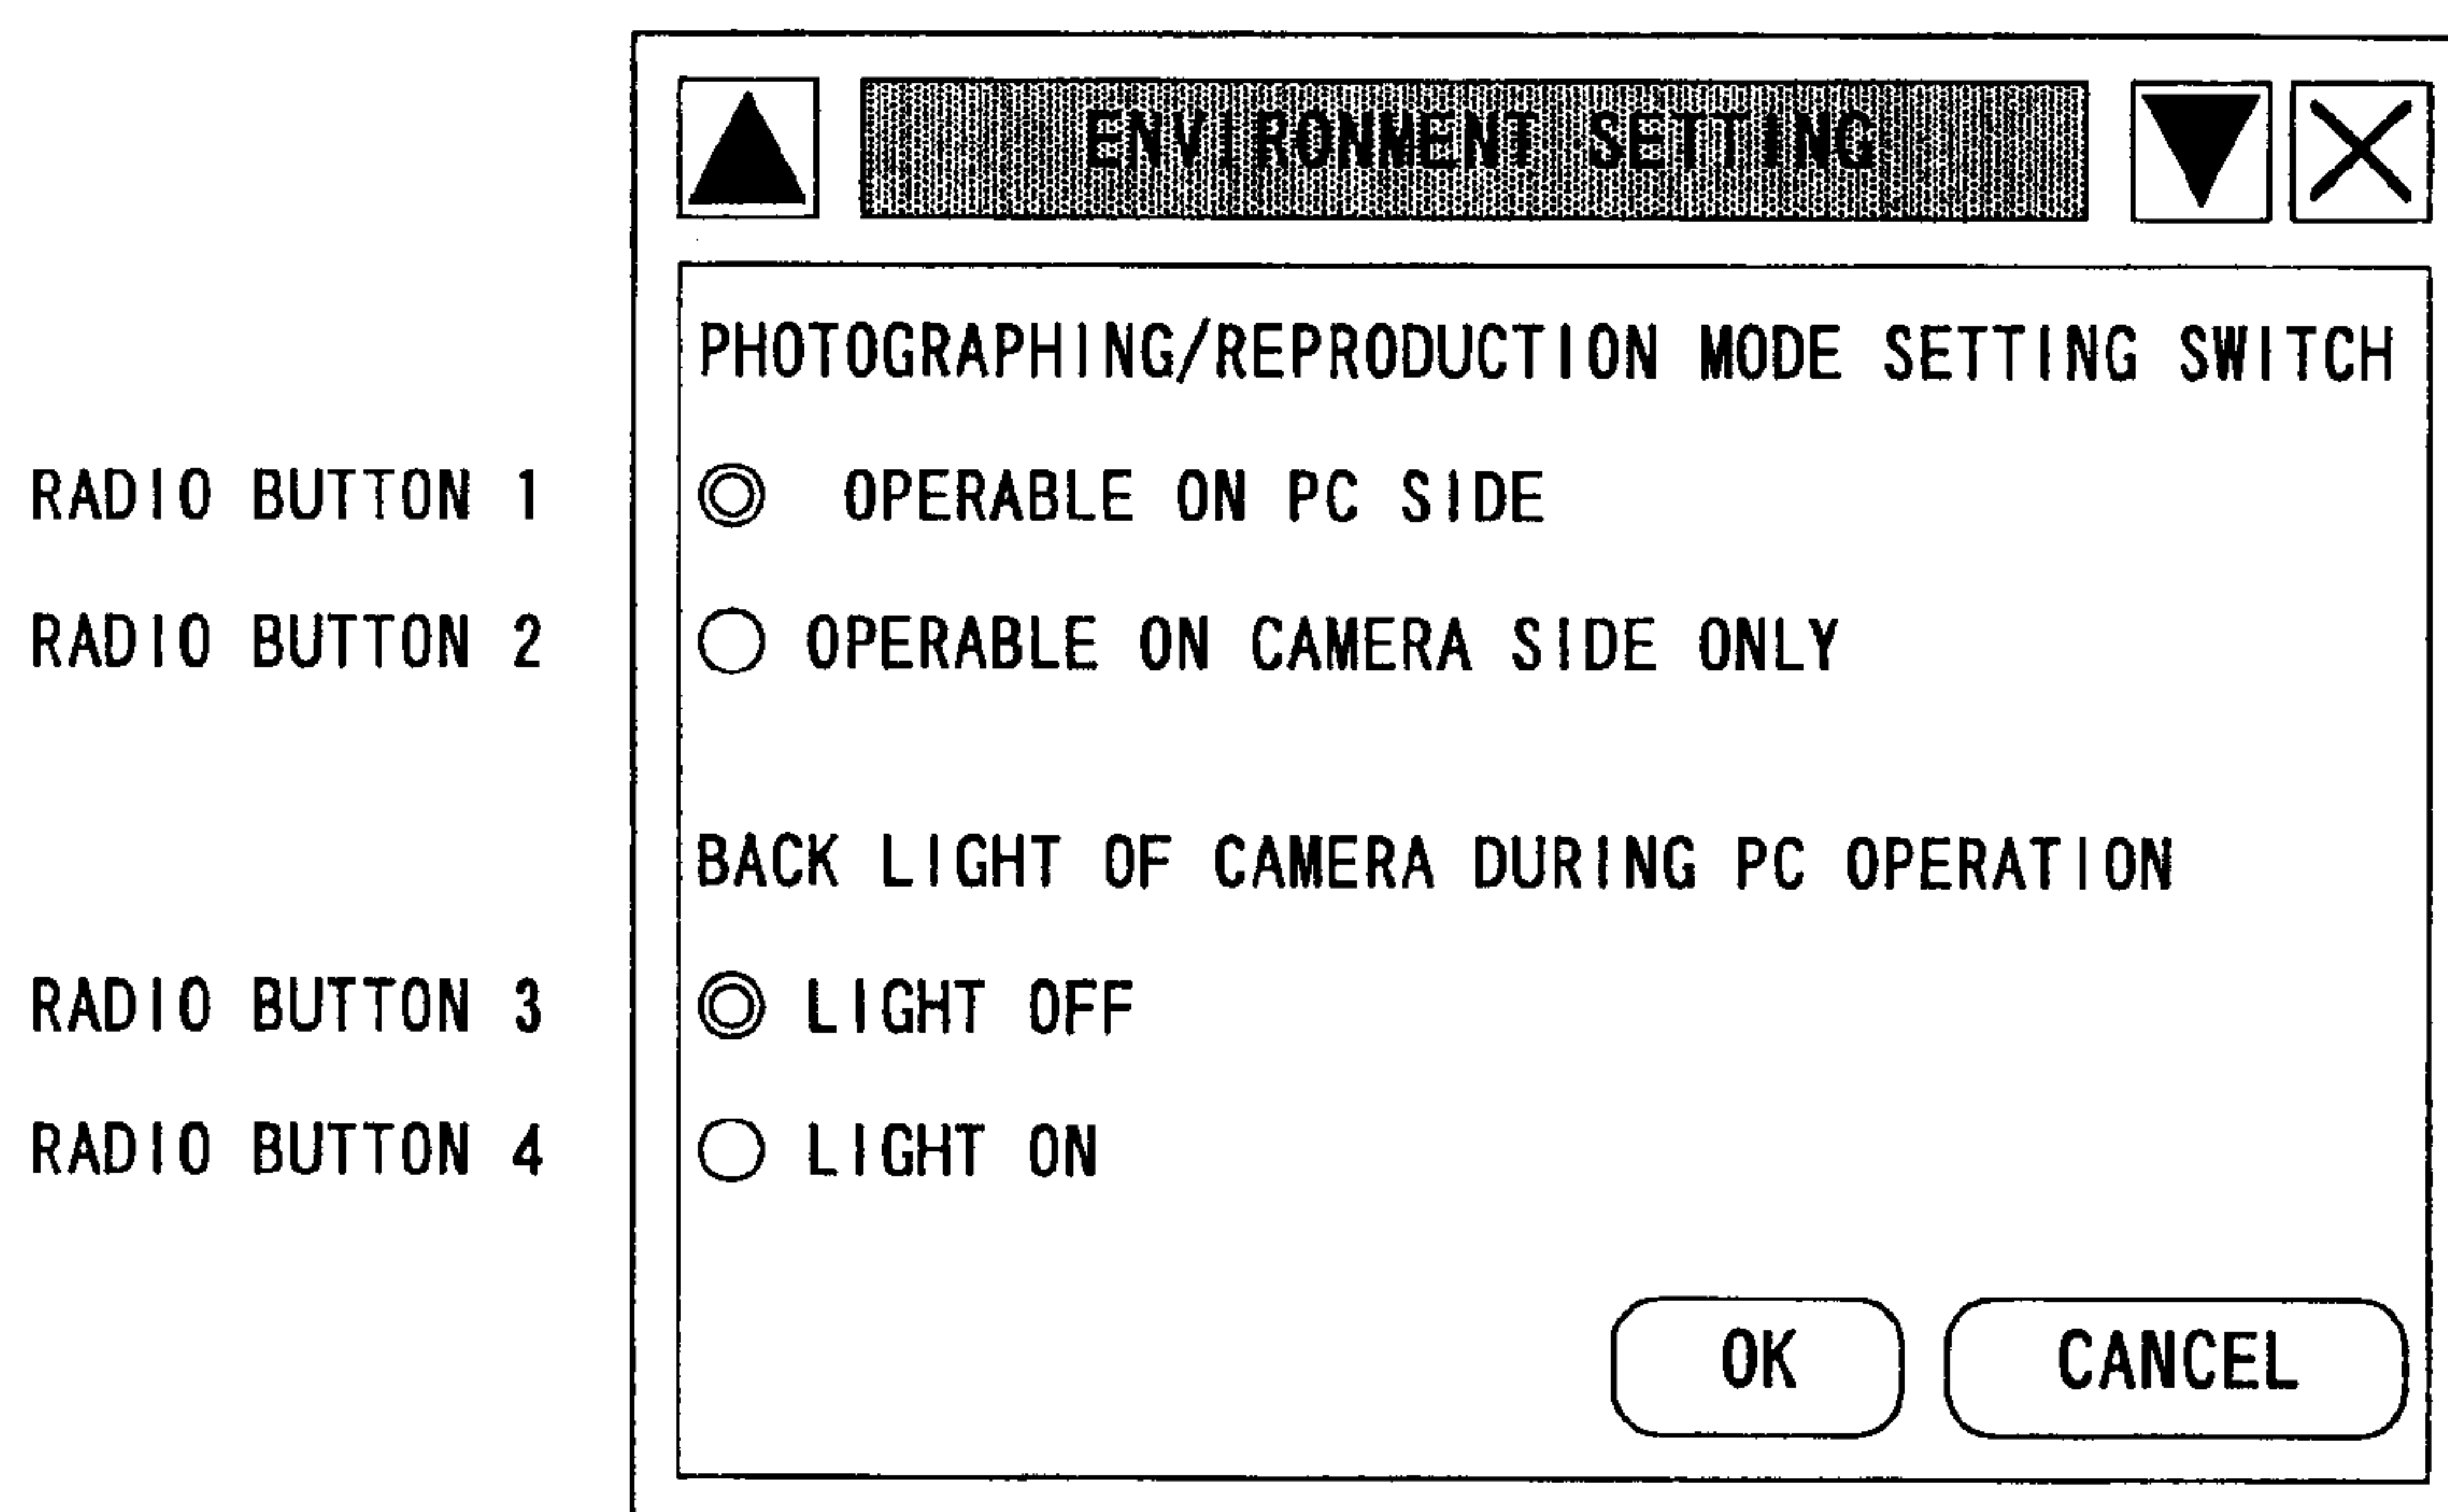 ENVIRONMENT SETTING
PHOTOGRAPHING/REPRODUCTION MODE SETTING SWITCH
RADIO BUTTON 1 OPERABLE ON PC SIDE
RADIO BUTTON 2 OPERABLE ON CAMERA SIDE ONLY
BACK LIGHT OF CAMERA DURING PC OPERATION
RADIO BUTTON 3 LIGHT OFF
RADIO BUTTON 4 LIGHT ON
OK CANCEL